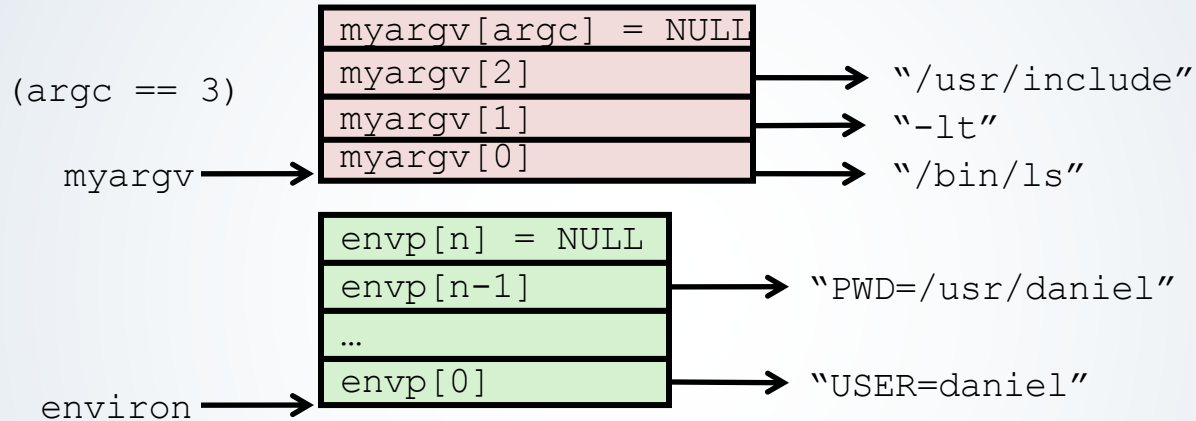 myargv[argc] = NULL
(argc == 3)
myargv[2]
“/usr/include”
myargv[1]
“-lt”
myargv
myargv[0]
“/bin/ls”
envp[n] = NULL
envp[n-1]
“PWD=/usr/daniel”
…
envp[0]
“USER=daniel”
environ